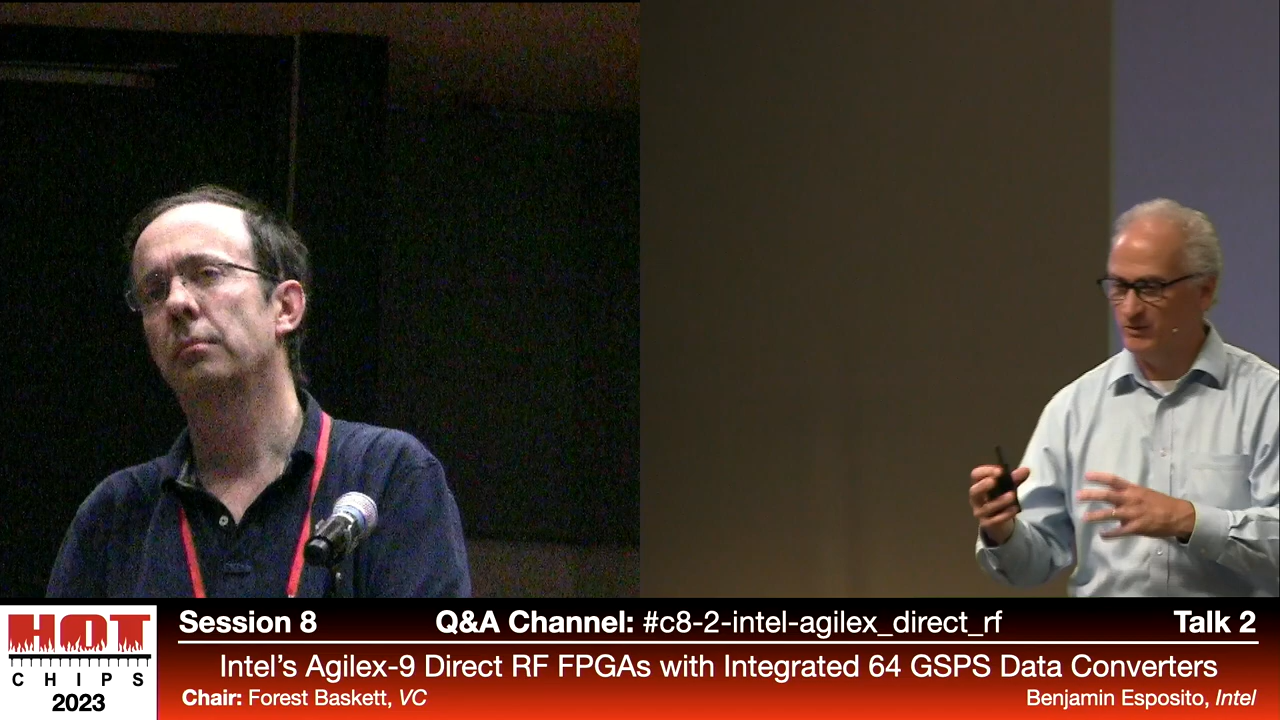 HOT
CHIPS
2023
Session 8
Q&A Channel: #c8-2-intel-agilex_direct_rf
Talk 2
Intel's Agilex-9 Direct RF FPGAs with Integrated 64 GSPS Data Converters
Chair: Forest Baskett, VC
Benjamin Esposito, Intel